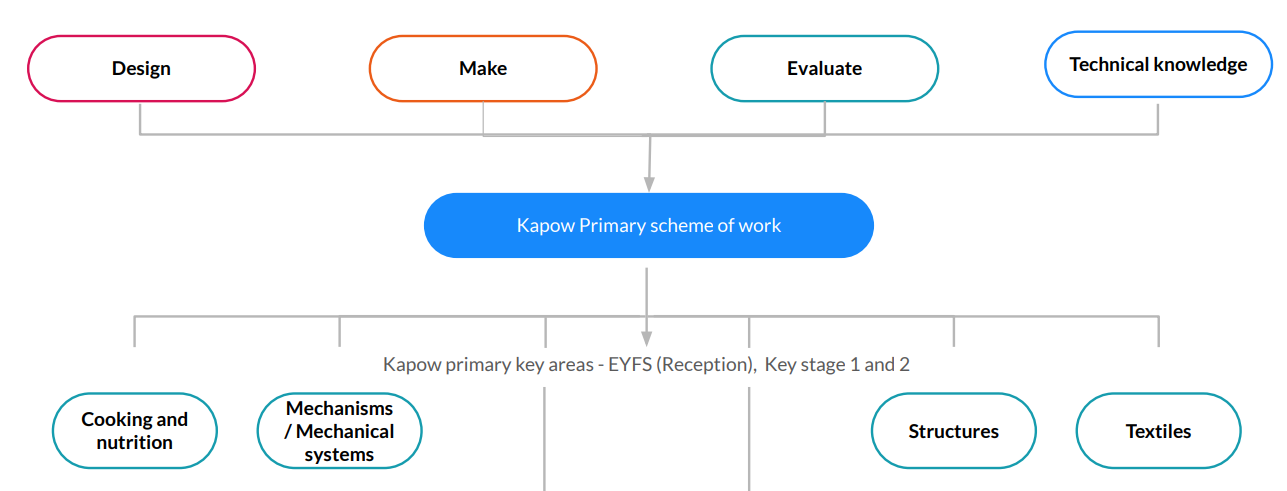 Design
Make
Evaluate
Technical knowledge
Kapow Primary scheme of work
Kapow primary key areas - EYFS (Reception), Key stage 1 and 2
Cooking and
nutrition
Mechanisms
/ Mechanical
systems
Structures
Textiles